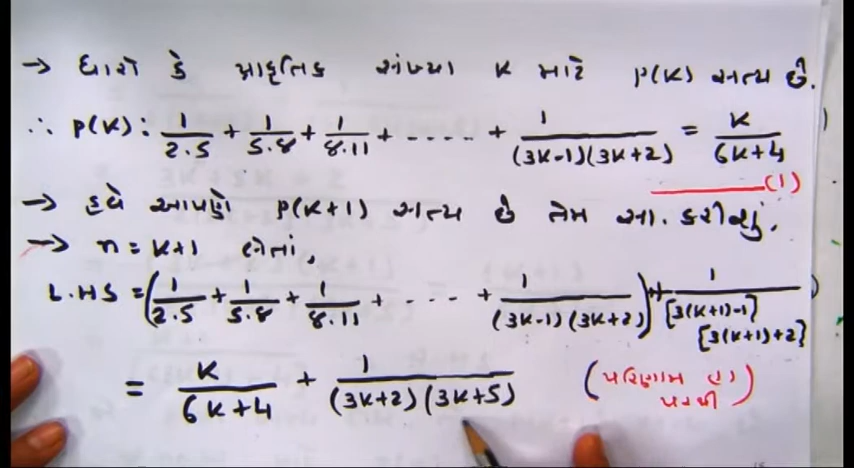 → ધારો કે પ્રાકૃતિક સંખ્યા K માટે P(K) સત્ય છે.
∴ P(K): 1/2.5 + 1/5.8 + 1/8.11 + ..... + 1/(3K-1)(3K+2) = K/6K+4
(1)
→ હવે આપણે P(K+1) સત્ય છે તેમ સા. કરીશું.
→ n = K+1 લેતાં,
L.HS = (1/2.5 + 1/5.8 + 1/8.11 + .... + 1/(3K-1)(3K+2)) + 1/[3(K+1)-1][3(K+1)+2]
= K/6K+4 + 1/(3K+2)(3K+5) (પરિણામ (1) પરથી)